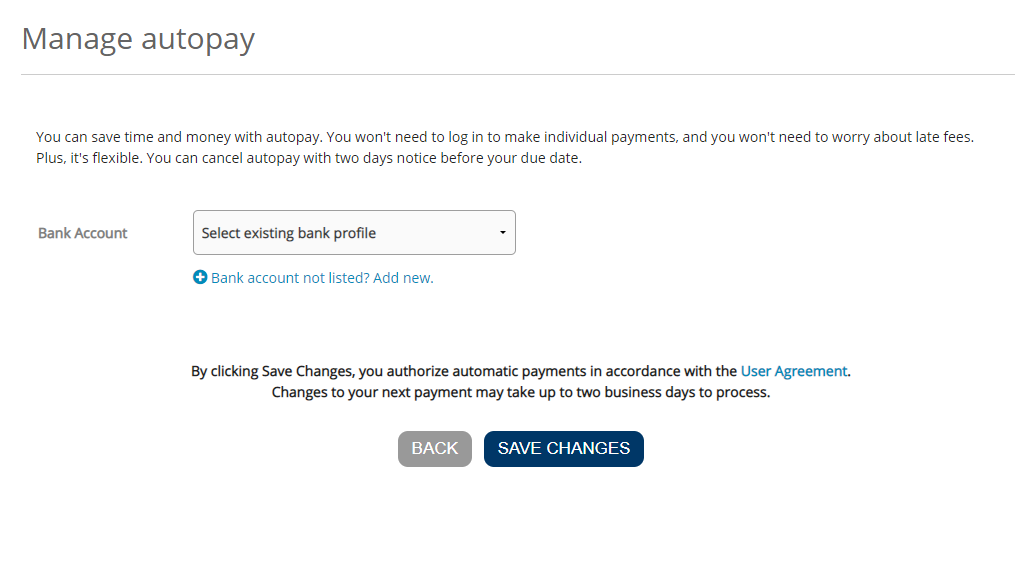 Manage autopay
You can save time and money with autopay. You won't need to log in to make individual payments, and you won't need to worry about late fees.
Plus, it's flexible. You can cancel autopay with two days notice before your due date.
Bank Account
Select existing bank profile
Bank account not listed? Add new.
By clicking Save Changes, you authorize automatic payments in accordance with the User Agreement.
Changes to your next payment may take up to two business days to process.
BACK
SAVE CHANGES